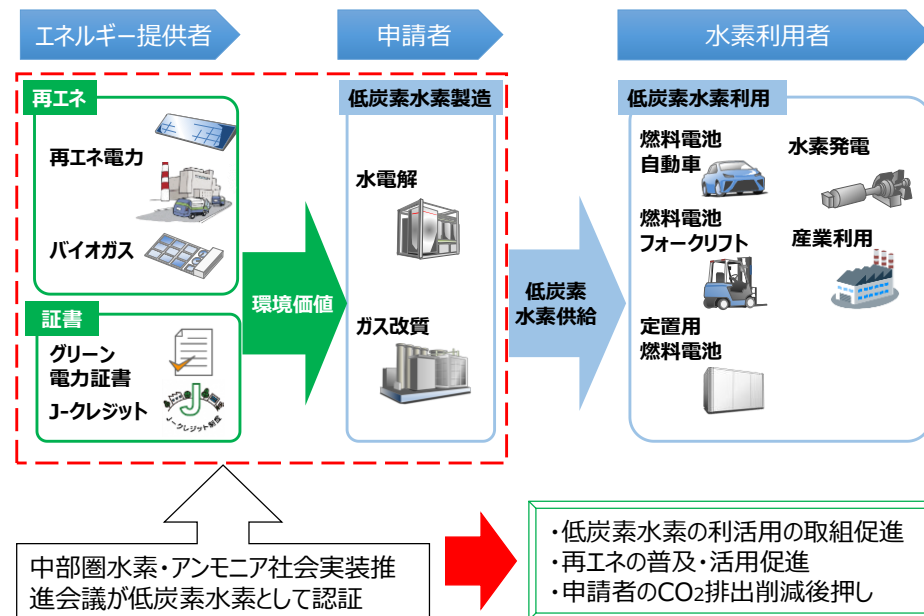 エネルギー提供者
申請者
水素利用者
再エネ
再エネ電力
バイオガス
証書
グリーン
電力証書
J-クレジット
J-クレジット制度
環境価値
低炭素水素製造
水電解
ガス改質
低炭素
水素供給
低炭素水素利用
燃料電池
自動車
燃料電池
フォークリフト
定置用
燃料電池
水素発電
産業利用
中部圏水素・アンモニア社会実装推
進会議が低炭素水素として認証
・低炭素水素の利活用の取組促進
・再エネの普及・活用促進
・申請者のCO₂排出削減後押し